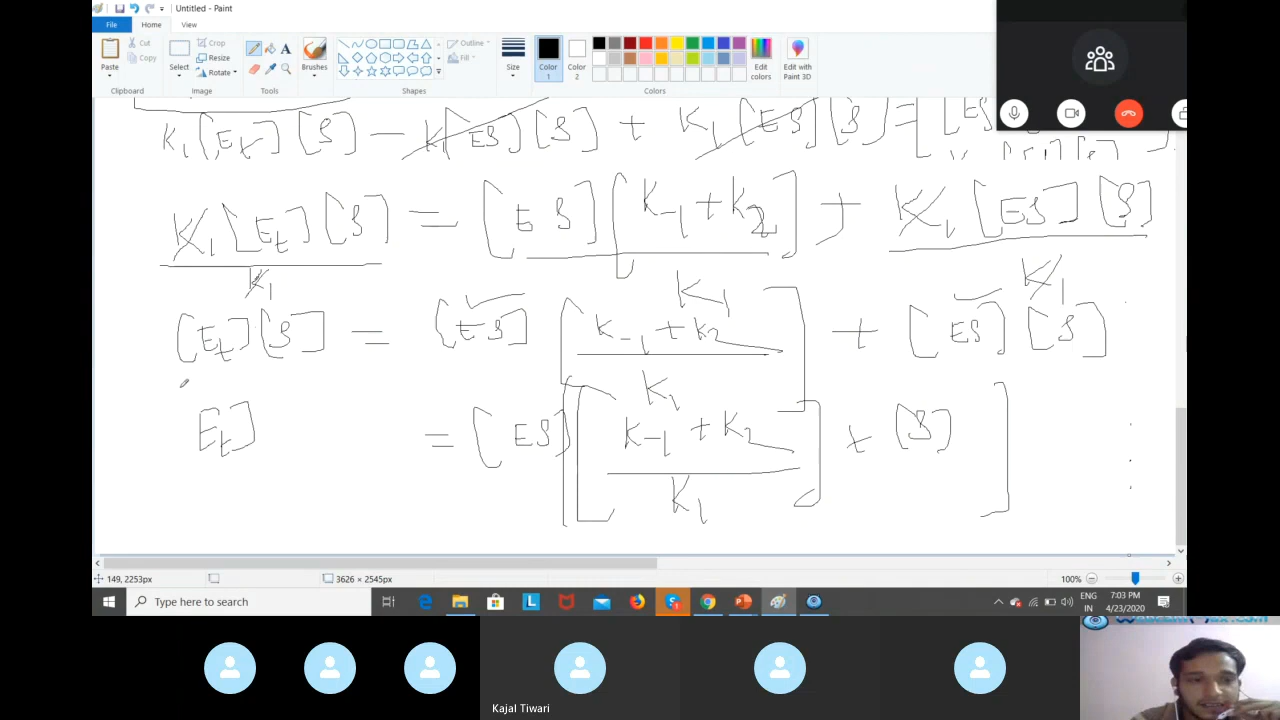 Untitled - Paint
File Home View
Paste Cut Copy Select Crop Resize Rotate Brushes Outline Fill Size Color 1 Color 2 Edit colors Edit with Paint 3D
Clipboard Image Tools Shapes Colors
K1[Et][S] - K1[ES][S] + K1[ES][S] = [ES
K1[Et][S] = [ES][K-1 + K2] + K1[ES][S]
K1 K1 K1
[Et][S] = [ES] [K-1 + K2] + [ES][S]
K1
Et] = [ES] [[K-1 + K2] + [S]]
K1
149, 2253px 3626 × 2545px 100%
Type here to search
ENG 7:03 PM
IN 4/23/2020
Kajal Tiwari